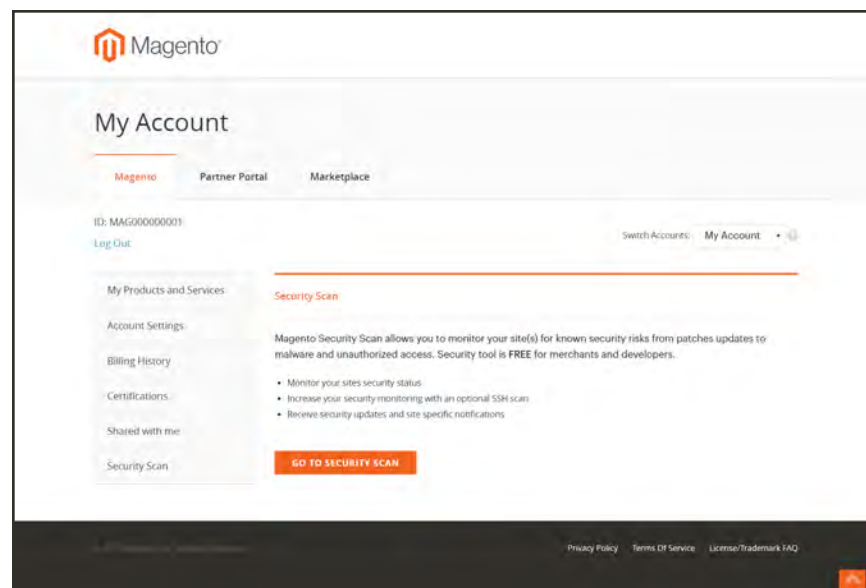 Magento
My Account
Magento Partner Portal Marketplace
ID: MAG000000001
Log Out
Switch Accounts: My Account
My Products and Services
Account Settings
Billing History
Certifications
Shared with me
Security Scan
Security Scan
Magento Security Scan allows you to monitor your site(s) for known security risks from patches updates to
malware and unauthorized access. Security tool is FREE for merchants and developers.
• Monitor your sites security status
• Increase your security monitoring with an optional SSH scan
• Receive security updates and site specific notifications
GO TO SECURITY SCAN
Privacy Policy Terms Of Service License/Trademark FAQ